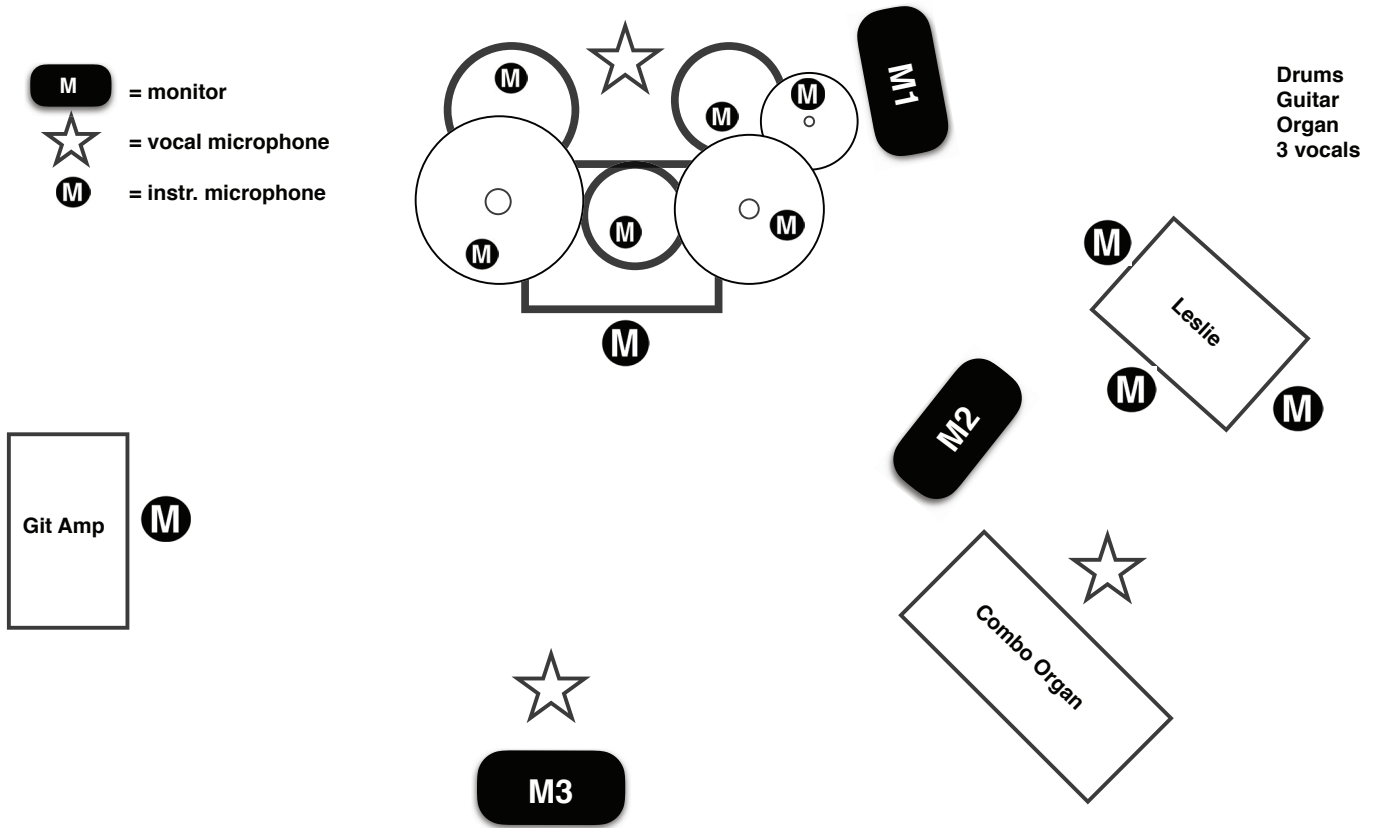 M
= monitor
= vocal microphone
M
= instr. microphone
M
M
M
M1
Drums
Guitar
Organ
3 vocals
M
M
M
M
M
Leslie
M
M
M2
Git Amp
M
Combo Organ
M3